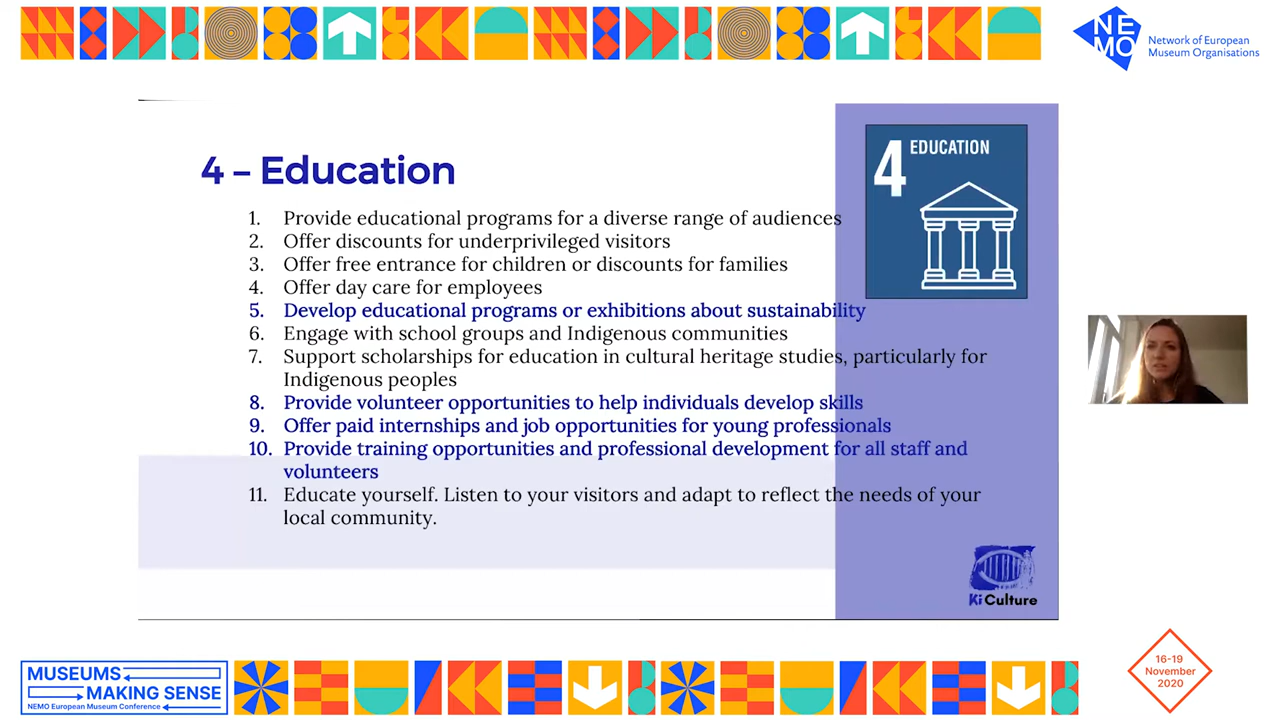 NE
MO
Network of European
Museum Organisations
4 – Education
4 EDUCATION
1. Provide educational programs for a diverse range of audiences
2. Offer discounts for underprivileged visitors
3. Offer free entrance for children or discounts for families
4. Offer day care for employees
5. Develop educational programs or exhibitions about sustainability
6. Engage with school groups and Indigenous communities
7. Support scholarships for education in cultural heritage studies, particularly for
Indigenous peoples
8. Provide volunteer opportunities to help individuals develop skills
9. Offer paid internships and job opportunities for young professionals
10. Provide training opportunities and professional development for all staff and
volunteers
11. Educate yourself. Listen to your visitors and adapt to reflect the needs of your
local community.
Ki Culture
MUSEUMS
MAKING SENSE
NEMO European Museum Conference
16-19
November
2020